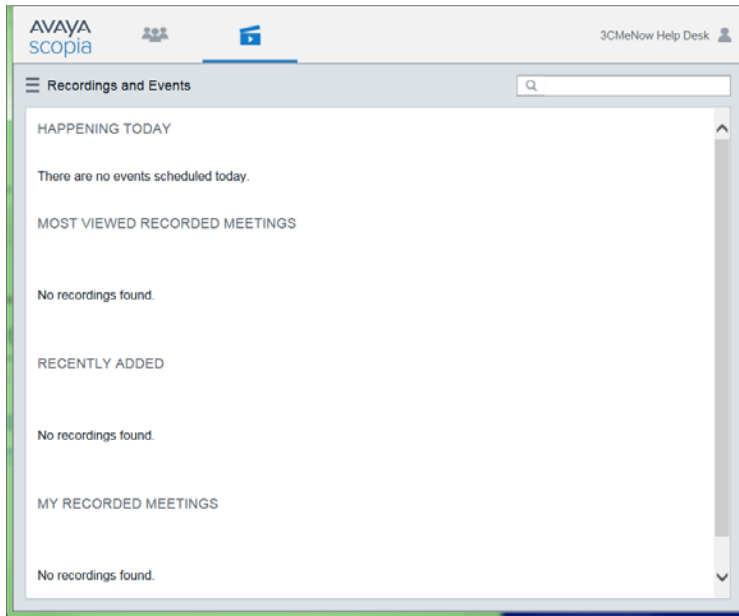 AVAYA
scopia
3CMeNow Help Desk
Recordings and Events
HAPPENING TODAY
There are no events scheduled today.
MOST VIEWED RECORDED MEETINGS
No recordings found.
RECENTLY ADDED
No recordings found.
MY RECORDED MEETINGS
No recordings found.